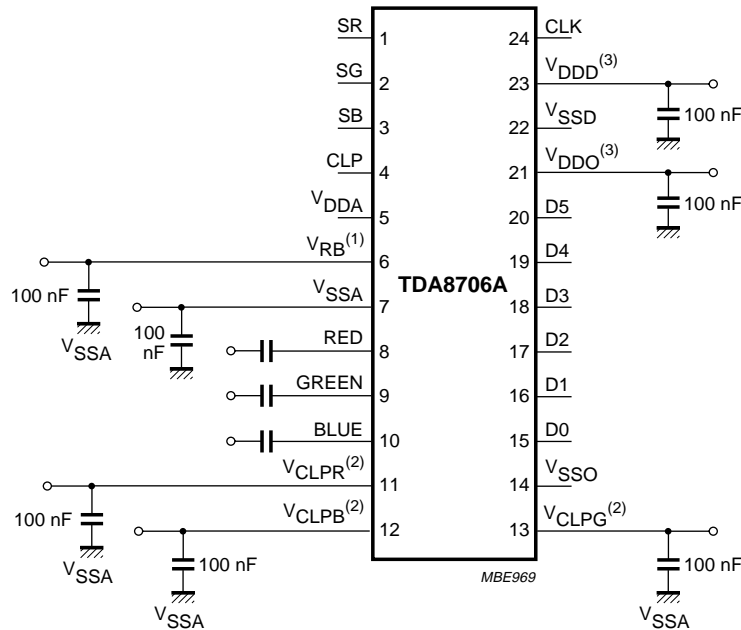 SR 1 24 CLK
SG 2 23 VDDD(3)
100 nF
SB 3 22 VSSD
CLP 4 21 VDDO(3)
100 nF
VDDA 5 20 D5
VRB(1) 6 19 D4
100 nF
VSSA
TDA8706A
VSSA 7 18 D3
100
nF
RED 8 17 D2
GREEN 9 16 D1
BLUE 10 15 D0
VCLPR(2) 11 14 VSSO
100 nF
VSSA
VCLPB(2) 12 13 VCLPG(2)
100 nF
VSSA
100 nF
VSSA
MBE969